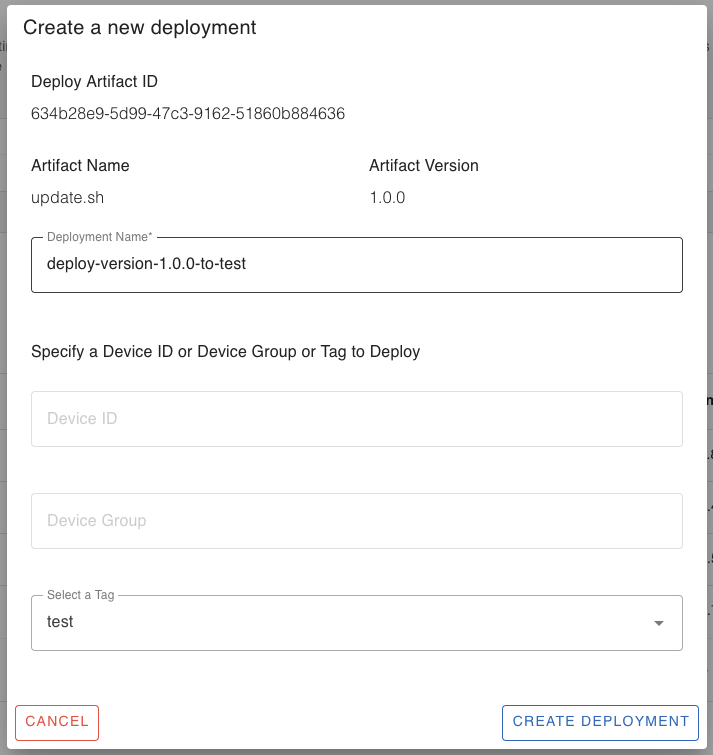 Create a new deployment
Deploy Artifact ID
634b28e9-5d99-47c3-9162-51860b884636
Artifact Name Artifact Version
update.sh 1.0.0
Deployment Name*
deploy-version-1.0.0-to-test
Specify a Device ID or Device Group or Tag to Deploy
Device ID
Device Group
Select a Tag
test
CANCEL CREATE DEPLOYMENT